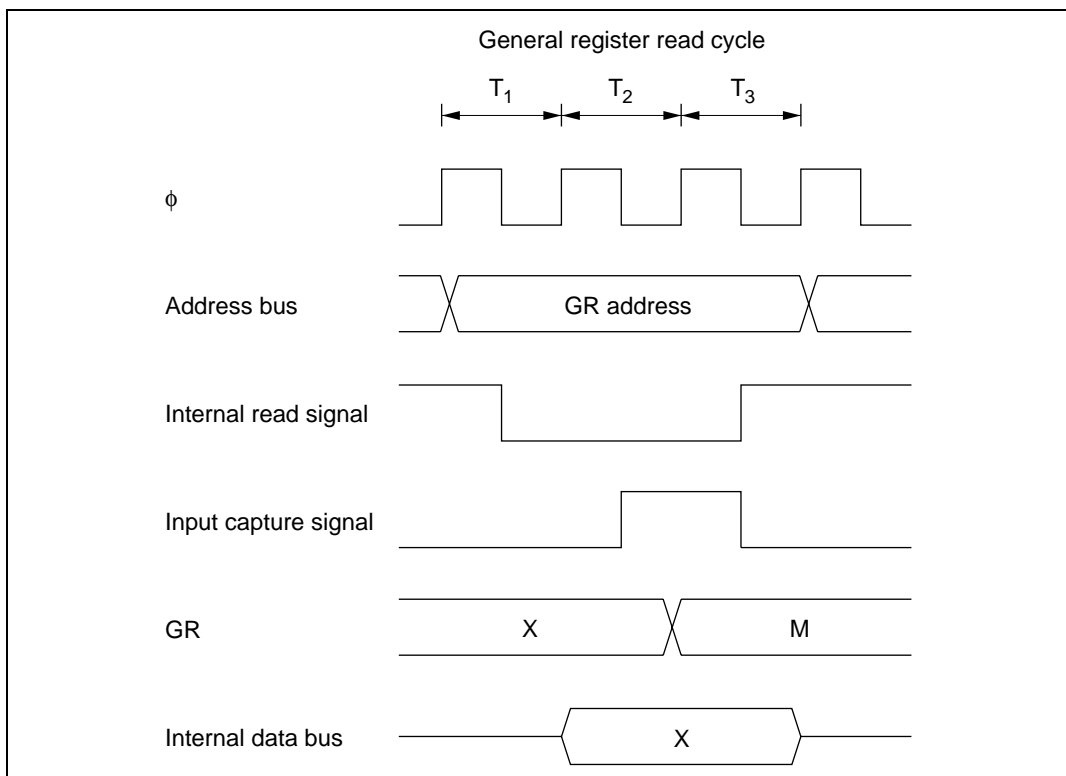 General register read cycle
T1 T2 T3
φ
Address bus GR address
Internal read signal
Input capture signal
GR X M
Internal data bus X